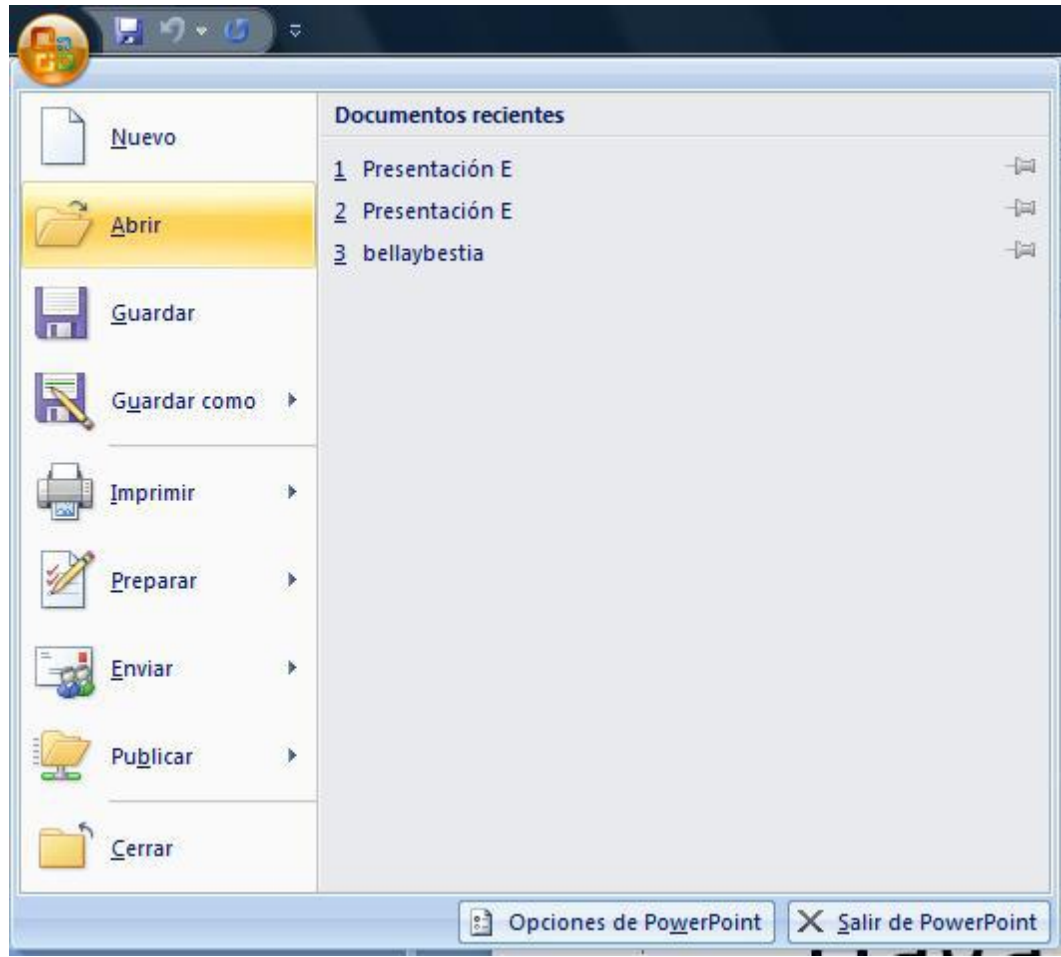 Nuevo
Abrir
Guardar
Guardar como
Imprimir
Preparar
Enviar
Publicar
Cerrar
Documentos recientes
1 Presentación E
2 Presentación E
3 bellaybestia
Opciones de PowerPoint
Salir de PowerPoint